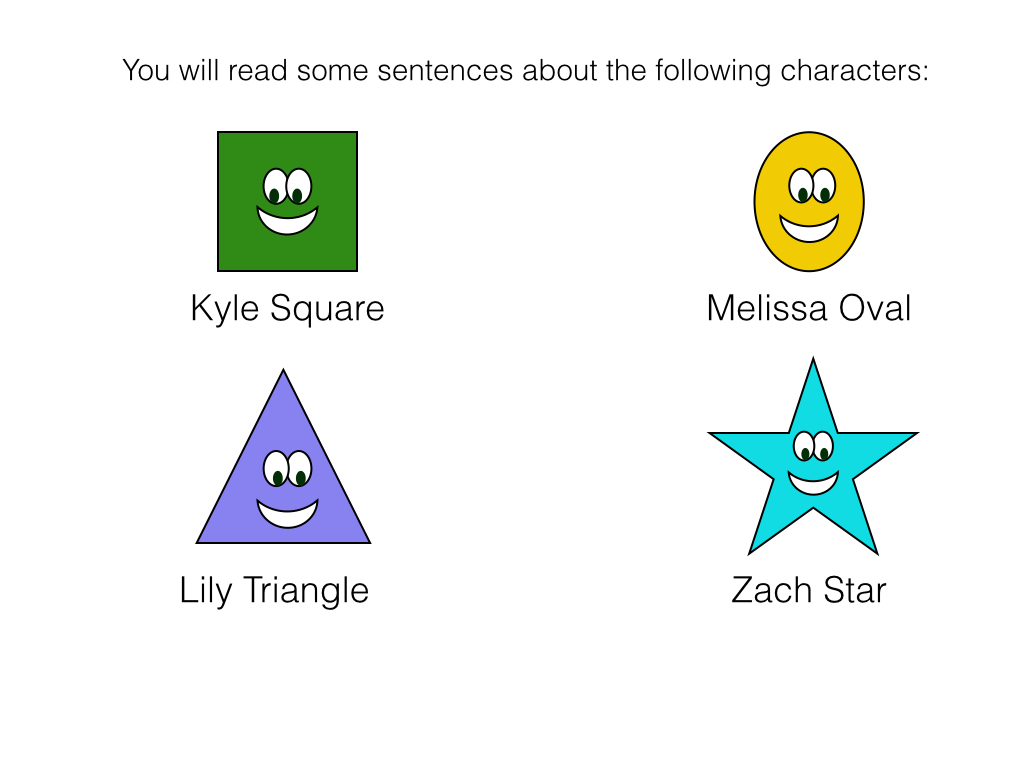 You will read some sentences about the following characters:
Kyle Square
Melissa Oval
Lily Triangle
Zach Star